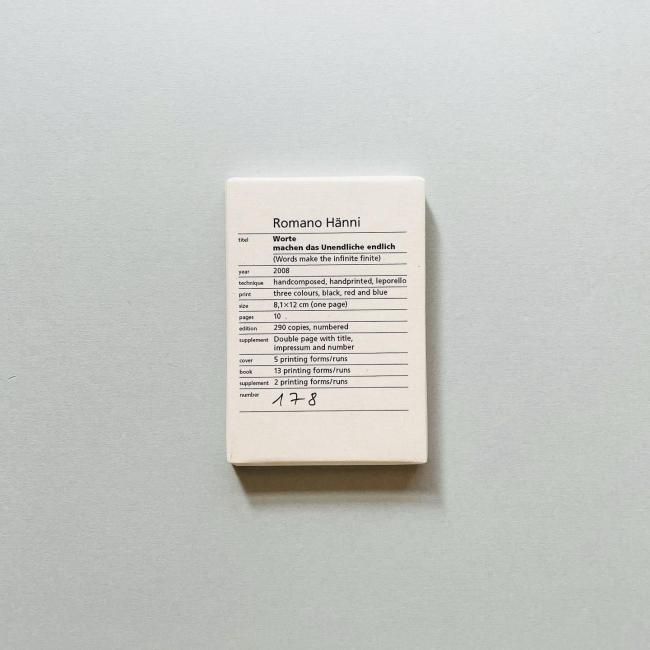 Romano Hänni
titel Worte
machen das Unendliche endlich
(Words make the infinite finite)
year 2008
technique handcomposed, handprinted, leporello
print three colours, black, red and blue
size 8,1×12 cm (one page)
pages 10
edition 290 copies, numbered
supplement Double page with title,
impressum and number
cover 5 printing forms/runs
book 13 printing forms/runs
supplement 2 printing forms/runs
number 178